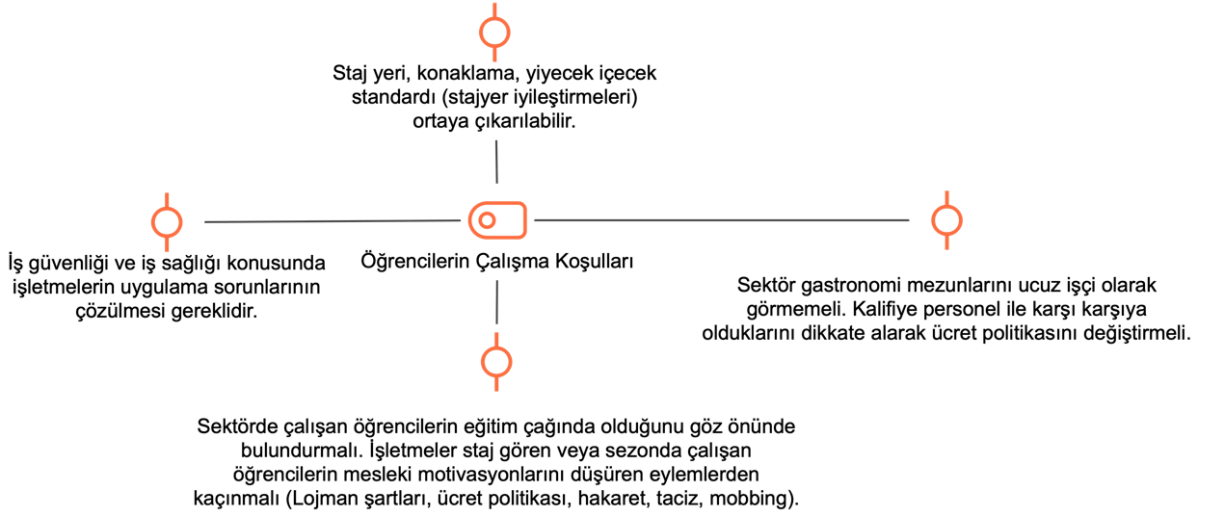 Staj yeri, konaklama, yiyecek içecek
standardı (stajyer iyileştirmeleri)
ortaya çıkarılabilir.
İş güvenliği ve iş sağlığı konusunda
işletmelerin uygulama sorunlarının
çözülmesi gereklidir.
Öğrencilerin Çalışma Koşulları
Sektör gastronomi mezunlarını ucuz işçi olarak
görmemeli. Kalifiye personel ile karşı karşıya
olduklarını dikkate alarak ücret politikasını değiştirmeli.
Sektörde çalışan öğrencilerin eğitim çağında olduğunu göz önünde
bulundurmalı. İşletmeler staj gören veya sezonda çalışan
öğrencilerin mesleki motivasyonlarını düşüren eylemlerden
kaçınmalı (Lojman şartları, ücret politikası, hakaret, taciz, mobbing).